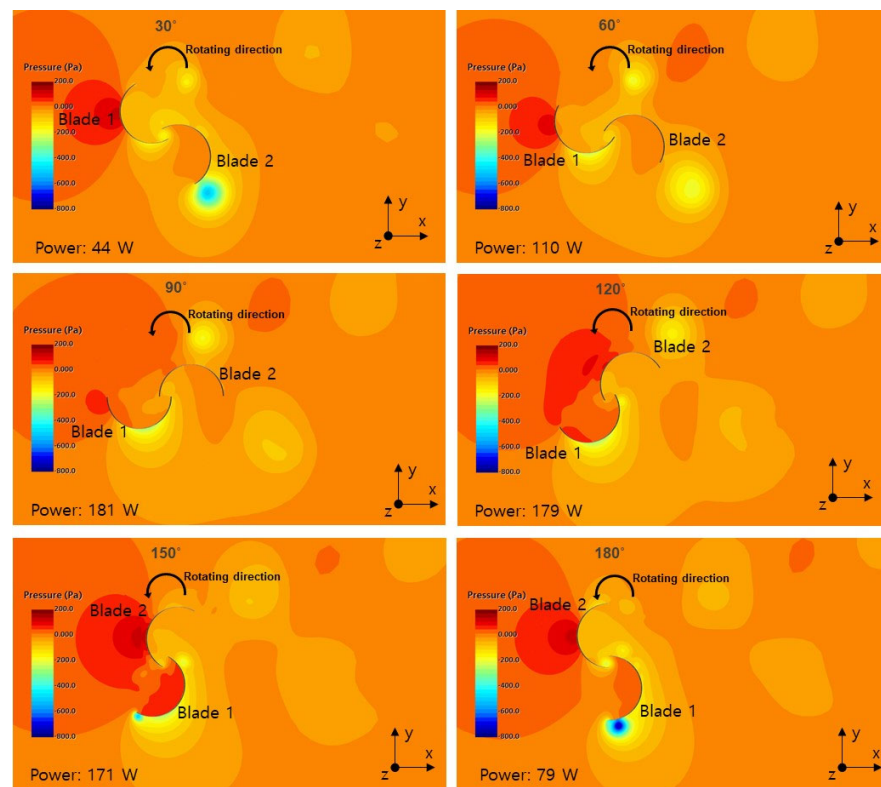 30˚
Rotating direction
Pressure (Pa)
200.0
0.000
-200.0
-400.0
-600.0
-800.0
Blade 1
Blade 2
y
x
z
Power: 44 W
60˚
Rotating direction
Pressure (Pa)
200.0
0.000
-200.0
-400.0
-600.0
-800.0
Blade 2
Blade 1
y
x
z
Power: 110 W
90˚
Rotating direction
Pressure (Pa)
200.0
0.000
-200.0
-400.0
-600.0
-800.0
Blade 2
Blade 1
y
x
z
Power: 181 W
120˚
Rotating direction
Pressure (Pa)
200.0
0.000
-200.0
-400.0
-600.0
-800.0
Blade 2
Blade 1
y
x
z
Power: 179 W
150˚
Rotating direction
Pressure (Pa)
200.0
0.000
-200.0
-400.0
-600.0
-800.0
Blade 2
Blade 1
y
x
z
Power: 171 W
180˚
Rotating direction
Pressure (Pa)
200.0
0.000
-200.0
-400.0
-600.0
-800.0
Blade 2
Blade 1
y
x
z
Power: 79 W